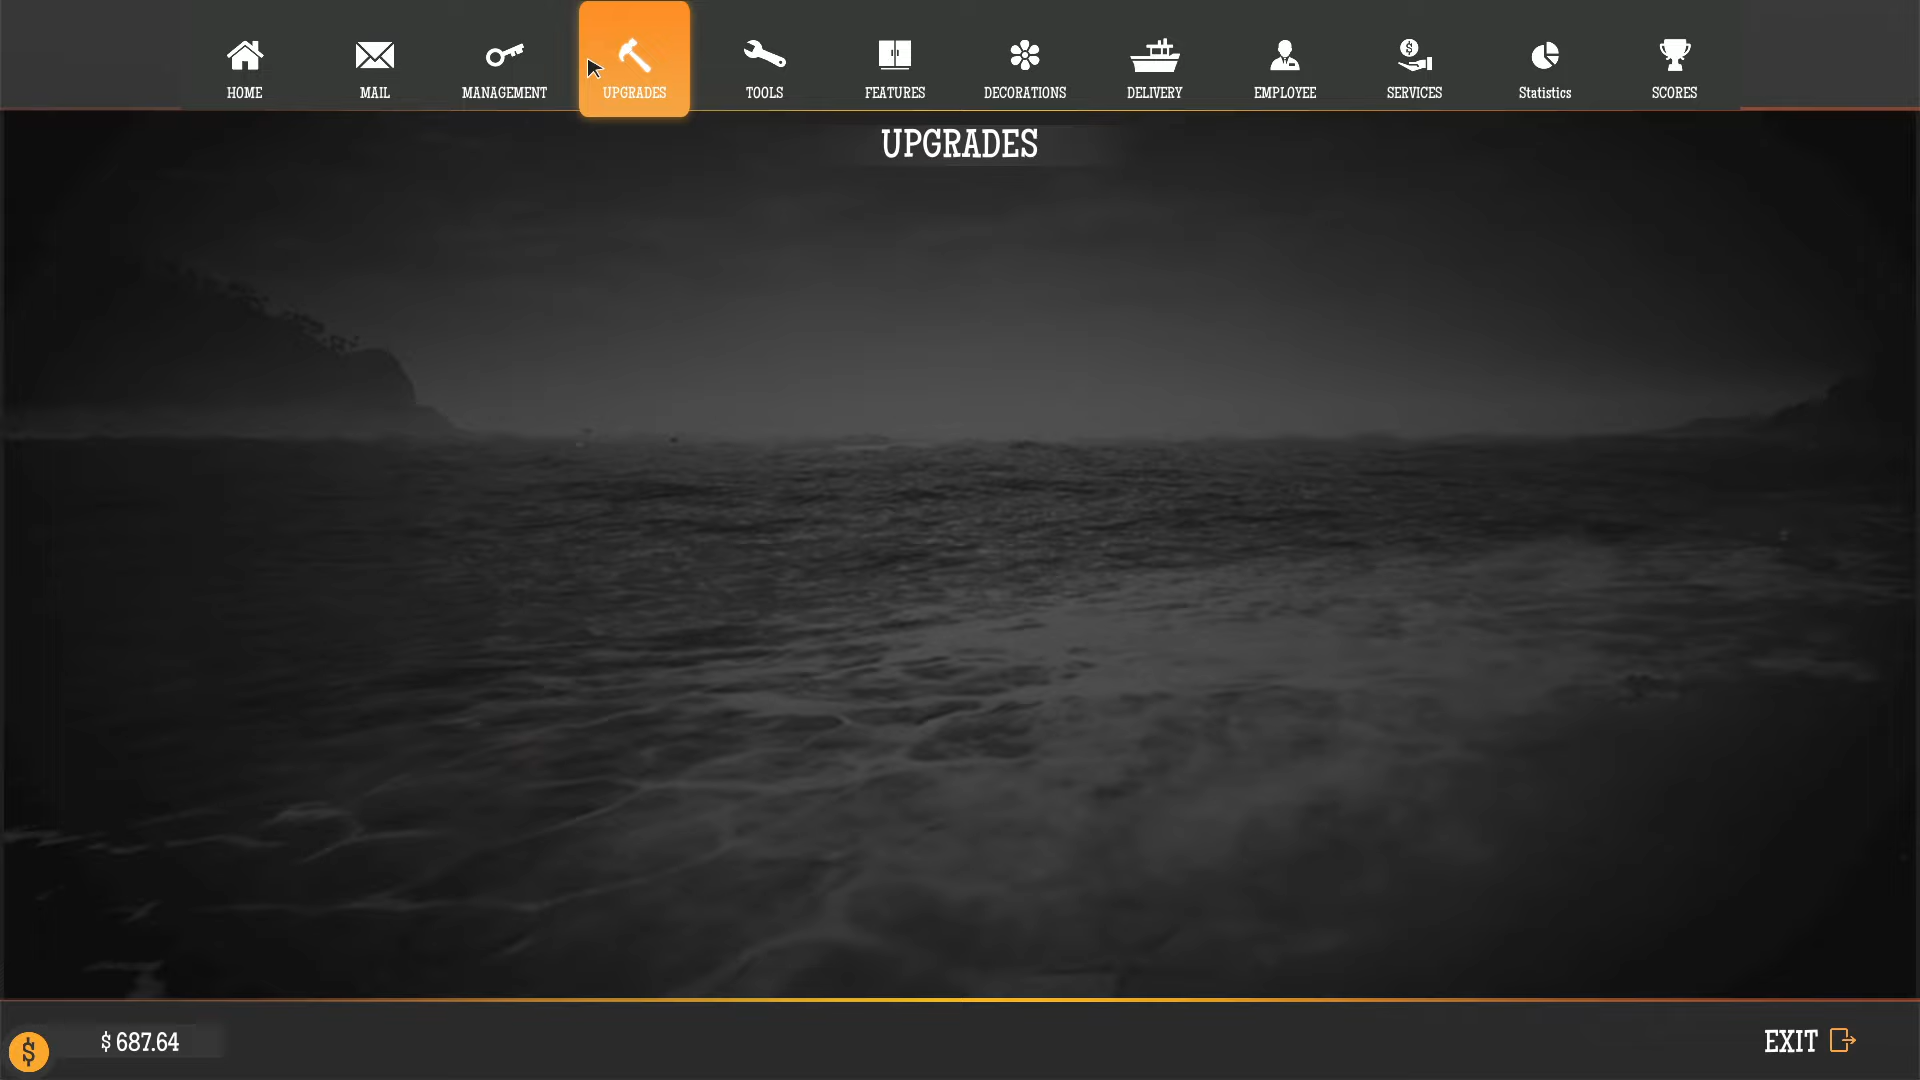 HOME
MAIL
MANAGEMENT
UPGRADES
TOOLS
FEATURES
DECORATIONS
DELIVERY
EMPLOYEE
SERVICES
Statistics
SCORES
UPGRADES
$ 687.64
EXIT